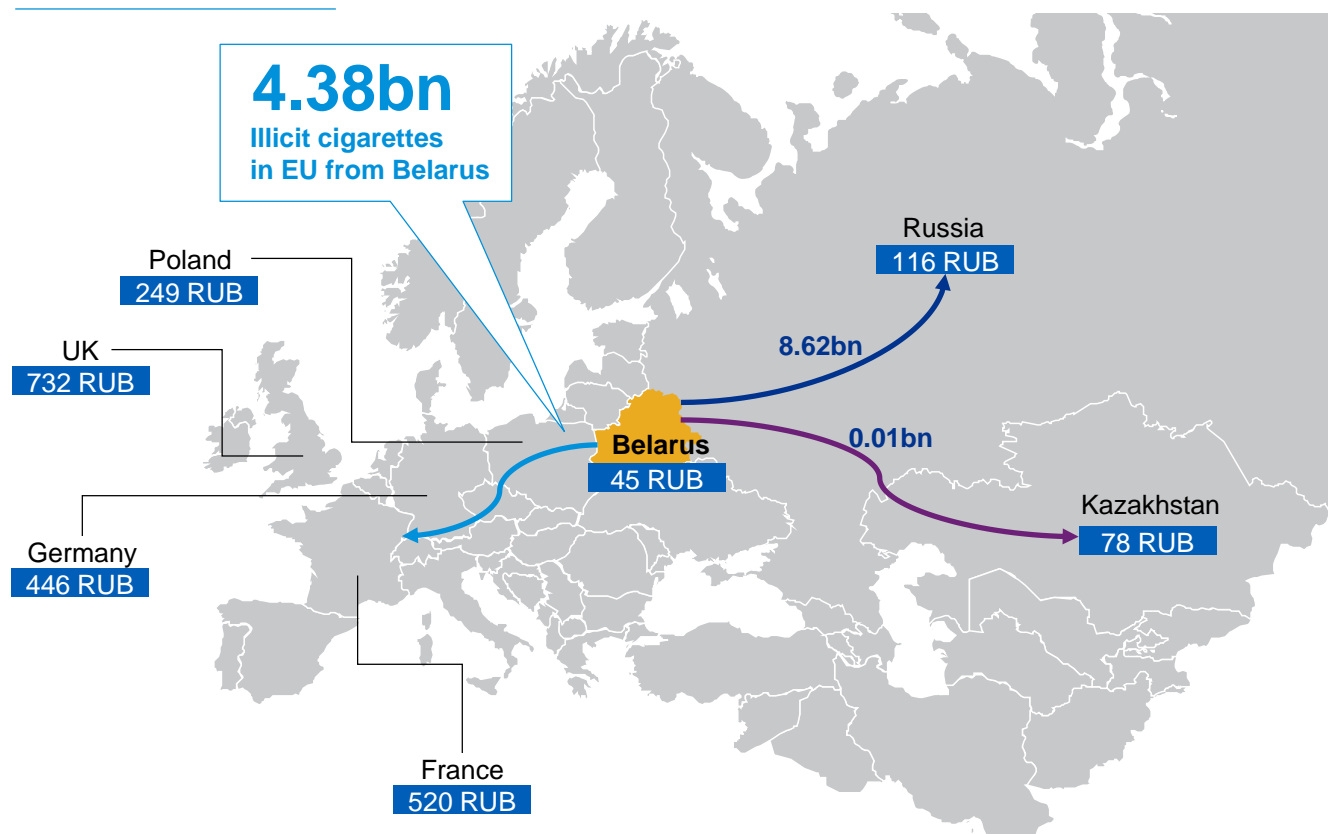 4.38bn
Illicit cigarettes
in EU from Belarus
Poland
249 RUB
UK
732 RUB
Germany
446 RUB
France
520 RUB
Belarus
45 RUB
Russia
116 RUB
8.62bn
0.01bn
Kazakhstan
78 RUB